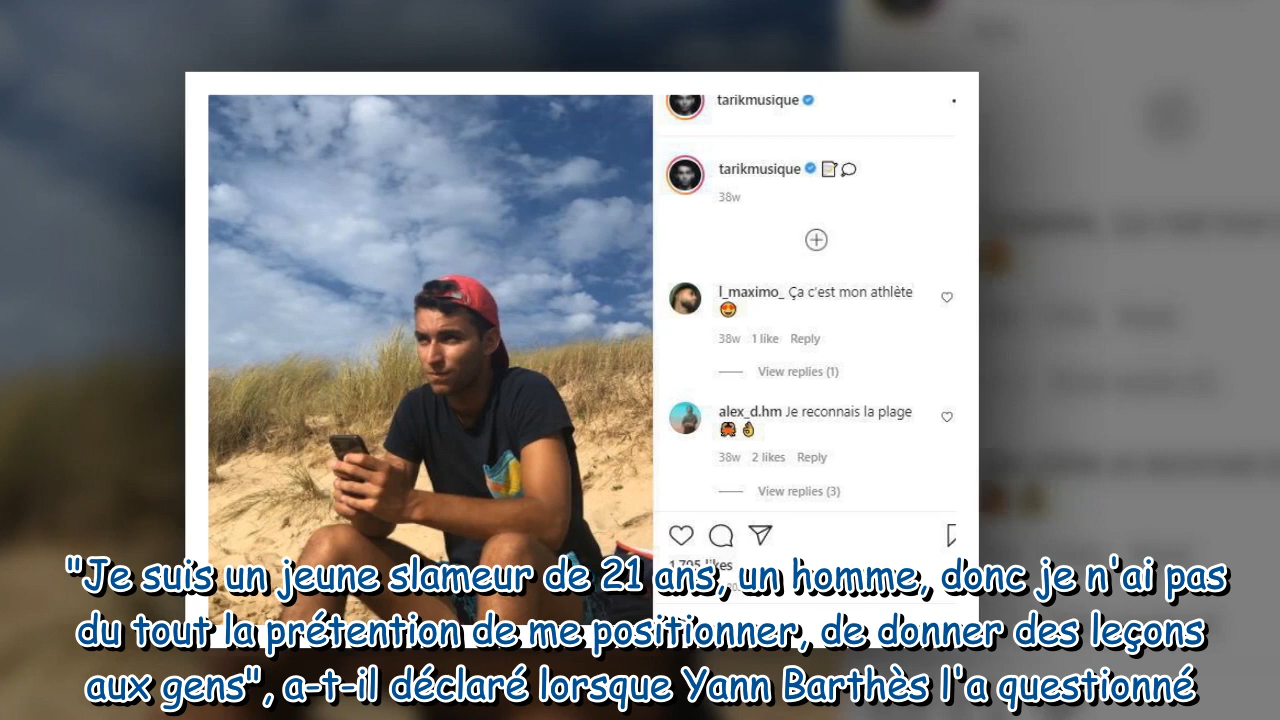 tarikmusique
tarikmusique
38w
l_maximo_ Ça c'est mon athlète
38w 1 like Reply
View replies (1)
alex_d.hm Je reconnais la plage
38w 2 likes Reply
View replies (3)
1,795 likes
"Je suis un jeune slameur de 21 ans, un homme, donc je n'ai pas
du tout la prétention de me positionner, de donner des leçons
aux gens", a-t-il déclaré lorsque Yann Barthès l'a questionné